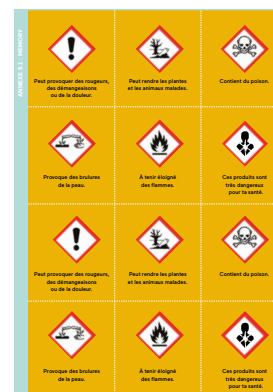 ANNEXE 5.1 : MEMORY
Peut provoquer des rougeurs,
des démangeaisons
ou de la douleur.
Peut rendre les plantes
et les animaux malades.
Contient du poison.
Provoque des brulures
de la peau.
À tenir éloigné
des flammes.
Ces produits sont
très dangereux
pour ta santé.
Peut provoquer des rougeurs,
des démangeaisons
ou de la douleur.
Peut rendre les plantes
et les animaux malades.
Contient du poison.
Provoque des brulures
de la peau.
À tenir éloigné
des flammes.
Ces produits sont
très dangereux
pour ta santé.